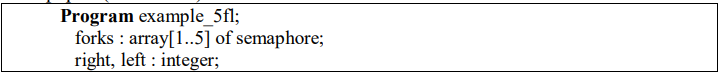 Program example_5fl;
forks : array[1..5] of semaphore;
right, left : integer;